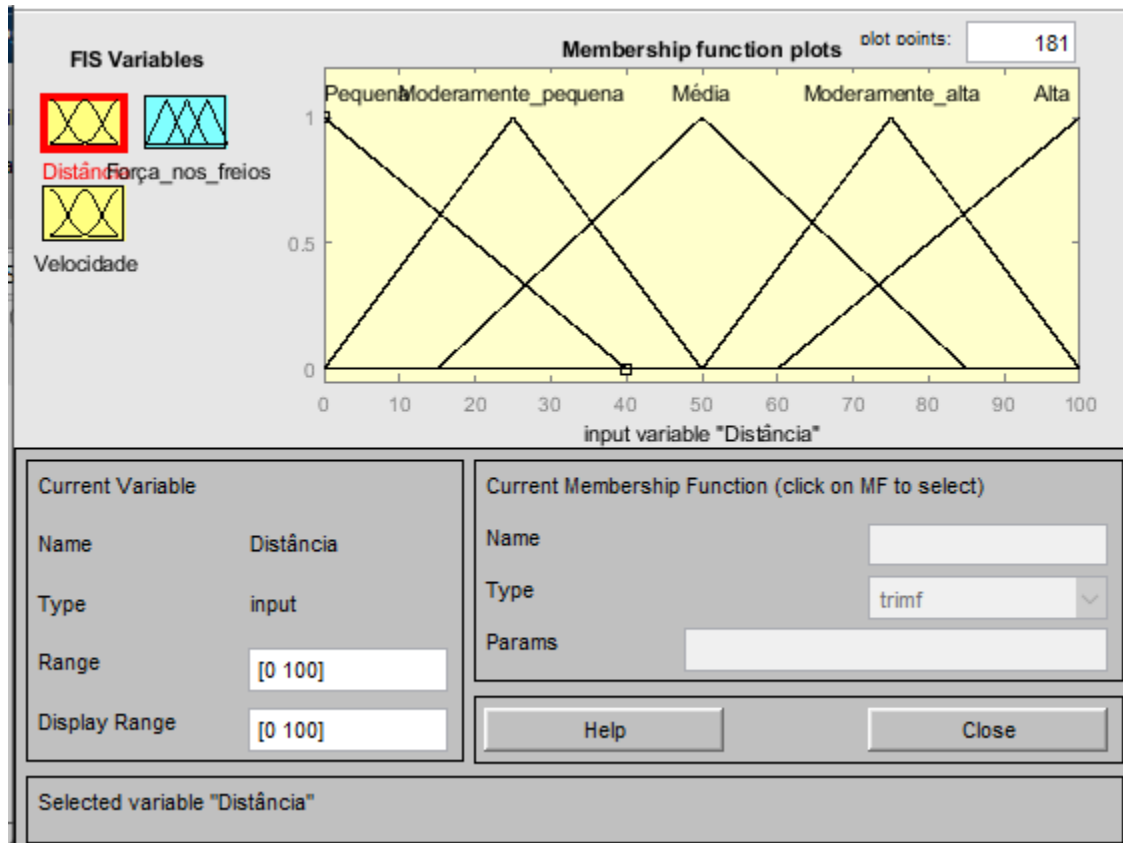 FIS Variables
Distância
Força_nos_freios
Velocidade
Membership function plots
plot points:
181
Pequena
Moderamente_pequena
Média
Moderamente_alta
Alta
1
0.5
0
0 10 20 30 40 50 60 70 80 90 100
input variable "Distância"
Current Variable
Name Distância
Type input
Range [0 100]
Display Range [0 100]
Current Membership Function (click on MF to select)
Name
Type trimf
Params
Help
Close
Selected variable "Distância"